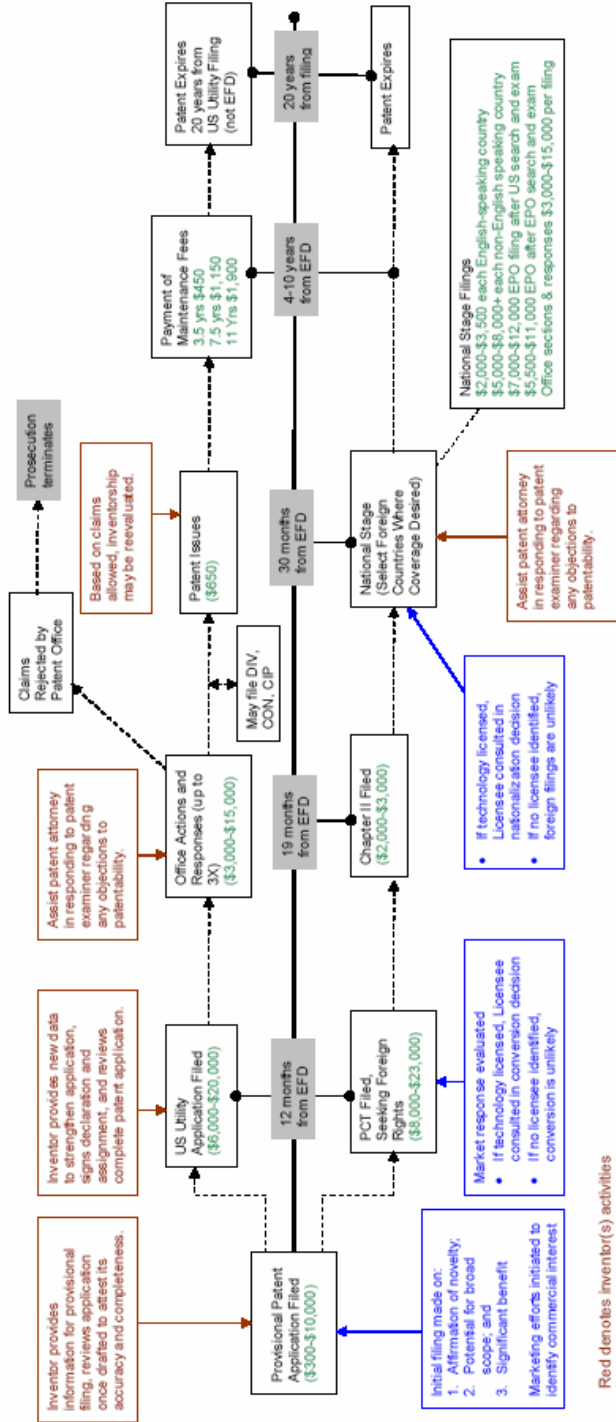 Inventor provides
information for provisional
filing, reviews application
once drafted to attest its
accuracy and completeness.
Inventor provides new data
to strengthen application,
signs declaration and
assignment, and reviews
complete patent application.
Assist patent attorney
in responding to patent
examiner regarding
any objections to
patentability.
Claims
Rejected by
Patent Office
Prosecution
terminates
Based on claims
allowed, inventorship
may be reevaluated.
US Utility
Application Filed
($6,000-$20,000)
Office Actions and
Responses (up to
3X)
($3,000-$15,000)
May file DIV,
CON, CIP
Patent Issues
($650)
Payment of
Maintenance Fees
3.5 yrs $450
7.5 yrs $1,150
11 Yrs $1,900
Patent Expires
20 years from
US Utility Filing
(not EFD)
Provisional Patent
Application Filed
($300-$10,000)
12 months
from EFD
19 months
from EFD
30 months
from EFD
4-10 years
from EFD
20 years
from filing
PCT Filed,
Seeking Foreign
Rights
($8,000-$23,000)
Chapter II Filed
($2,000-$3,000)
National Stage
(Select Foreign
Countries Where
Coverage Desired)
Patent Expires
Initial filing made on:
1. Affirmation of novelty;
2. Potential for broad
scope; and
3. Significant benefit
Marketing efforts initiated to
identify commercial interest
Market response evaluated
• If technology licensed, Licensee
consulted in conversion decision
• If no licensee identified,
conversion is unlikely
• If technology licensed,
Licensee consulted in
nationalization decision
• If no licensee identified,
foreign filings are unlikely
Assist patent attorney
in responding to patent
examiner regarding
any objections to
patentability.
National Stage Filings
$2,000-$3,500 each English-speaking country
$5,000-$8,000+ each non-English speaking country
$7,000-$12,000 EPO filing after US search and exam
$5,500-$11,000 EPO after EPO search and exam
Office sections & responses $3,000-$15,000 per filing
Red denotes inventor(s) activities